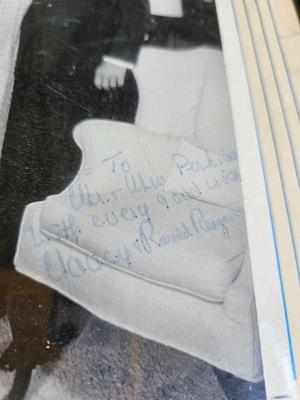 To
Mr & Mrs Perkins
With every good wish
Nancy & Ronald Reagan